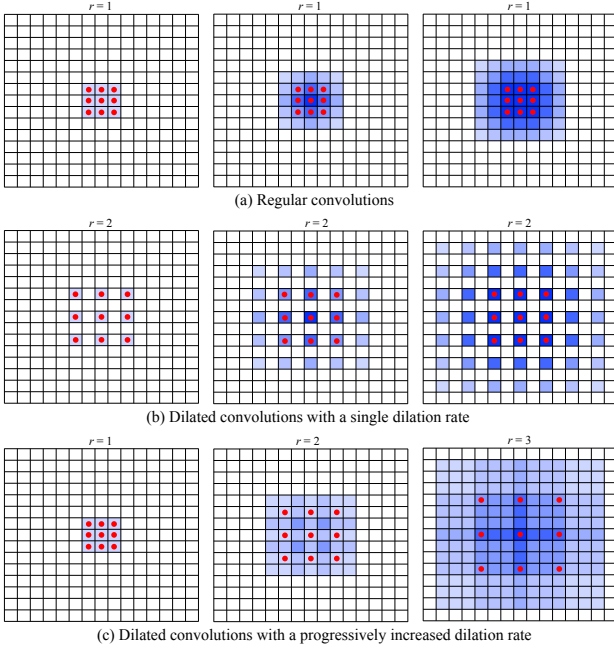 r = 1 r = 1 r = 1
(a) Regular convolutions
r = 2 r = 2 r = 2
(b) Dilated convolutions with a single dilation rate
r = 1 r = 2 r = 3
(c) Dilated convolutions with a progressively increased dilation rate